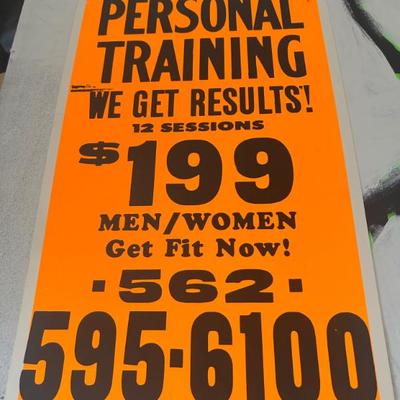 PERSONAL
TRAINING
WE GET RESULTS!
12 SESSIONS
$199
MEN/WOMEN
Get Fit Now!
·562·
595-6100